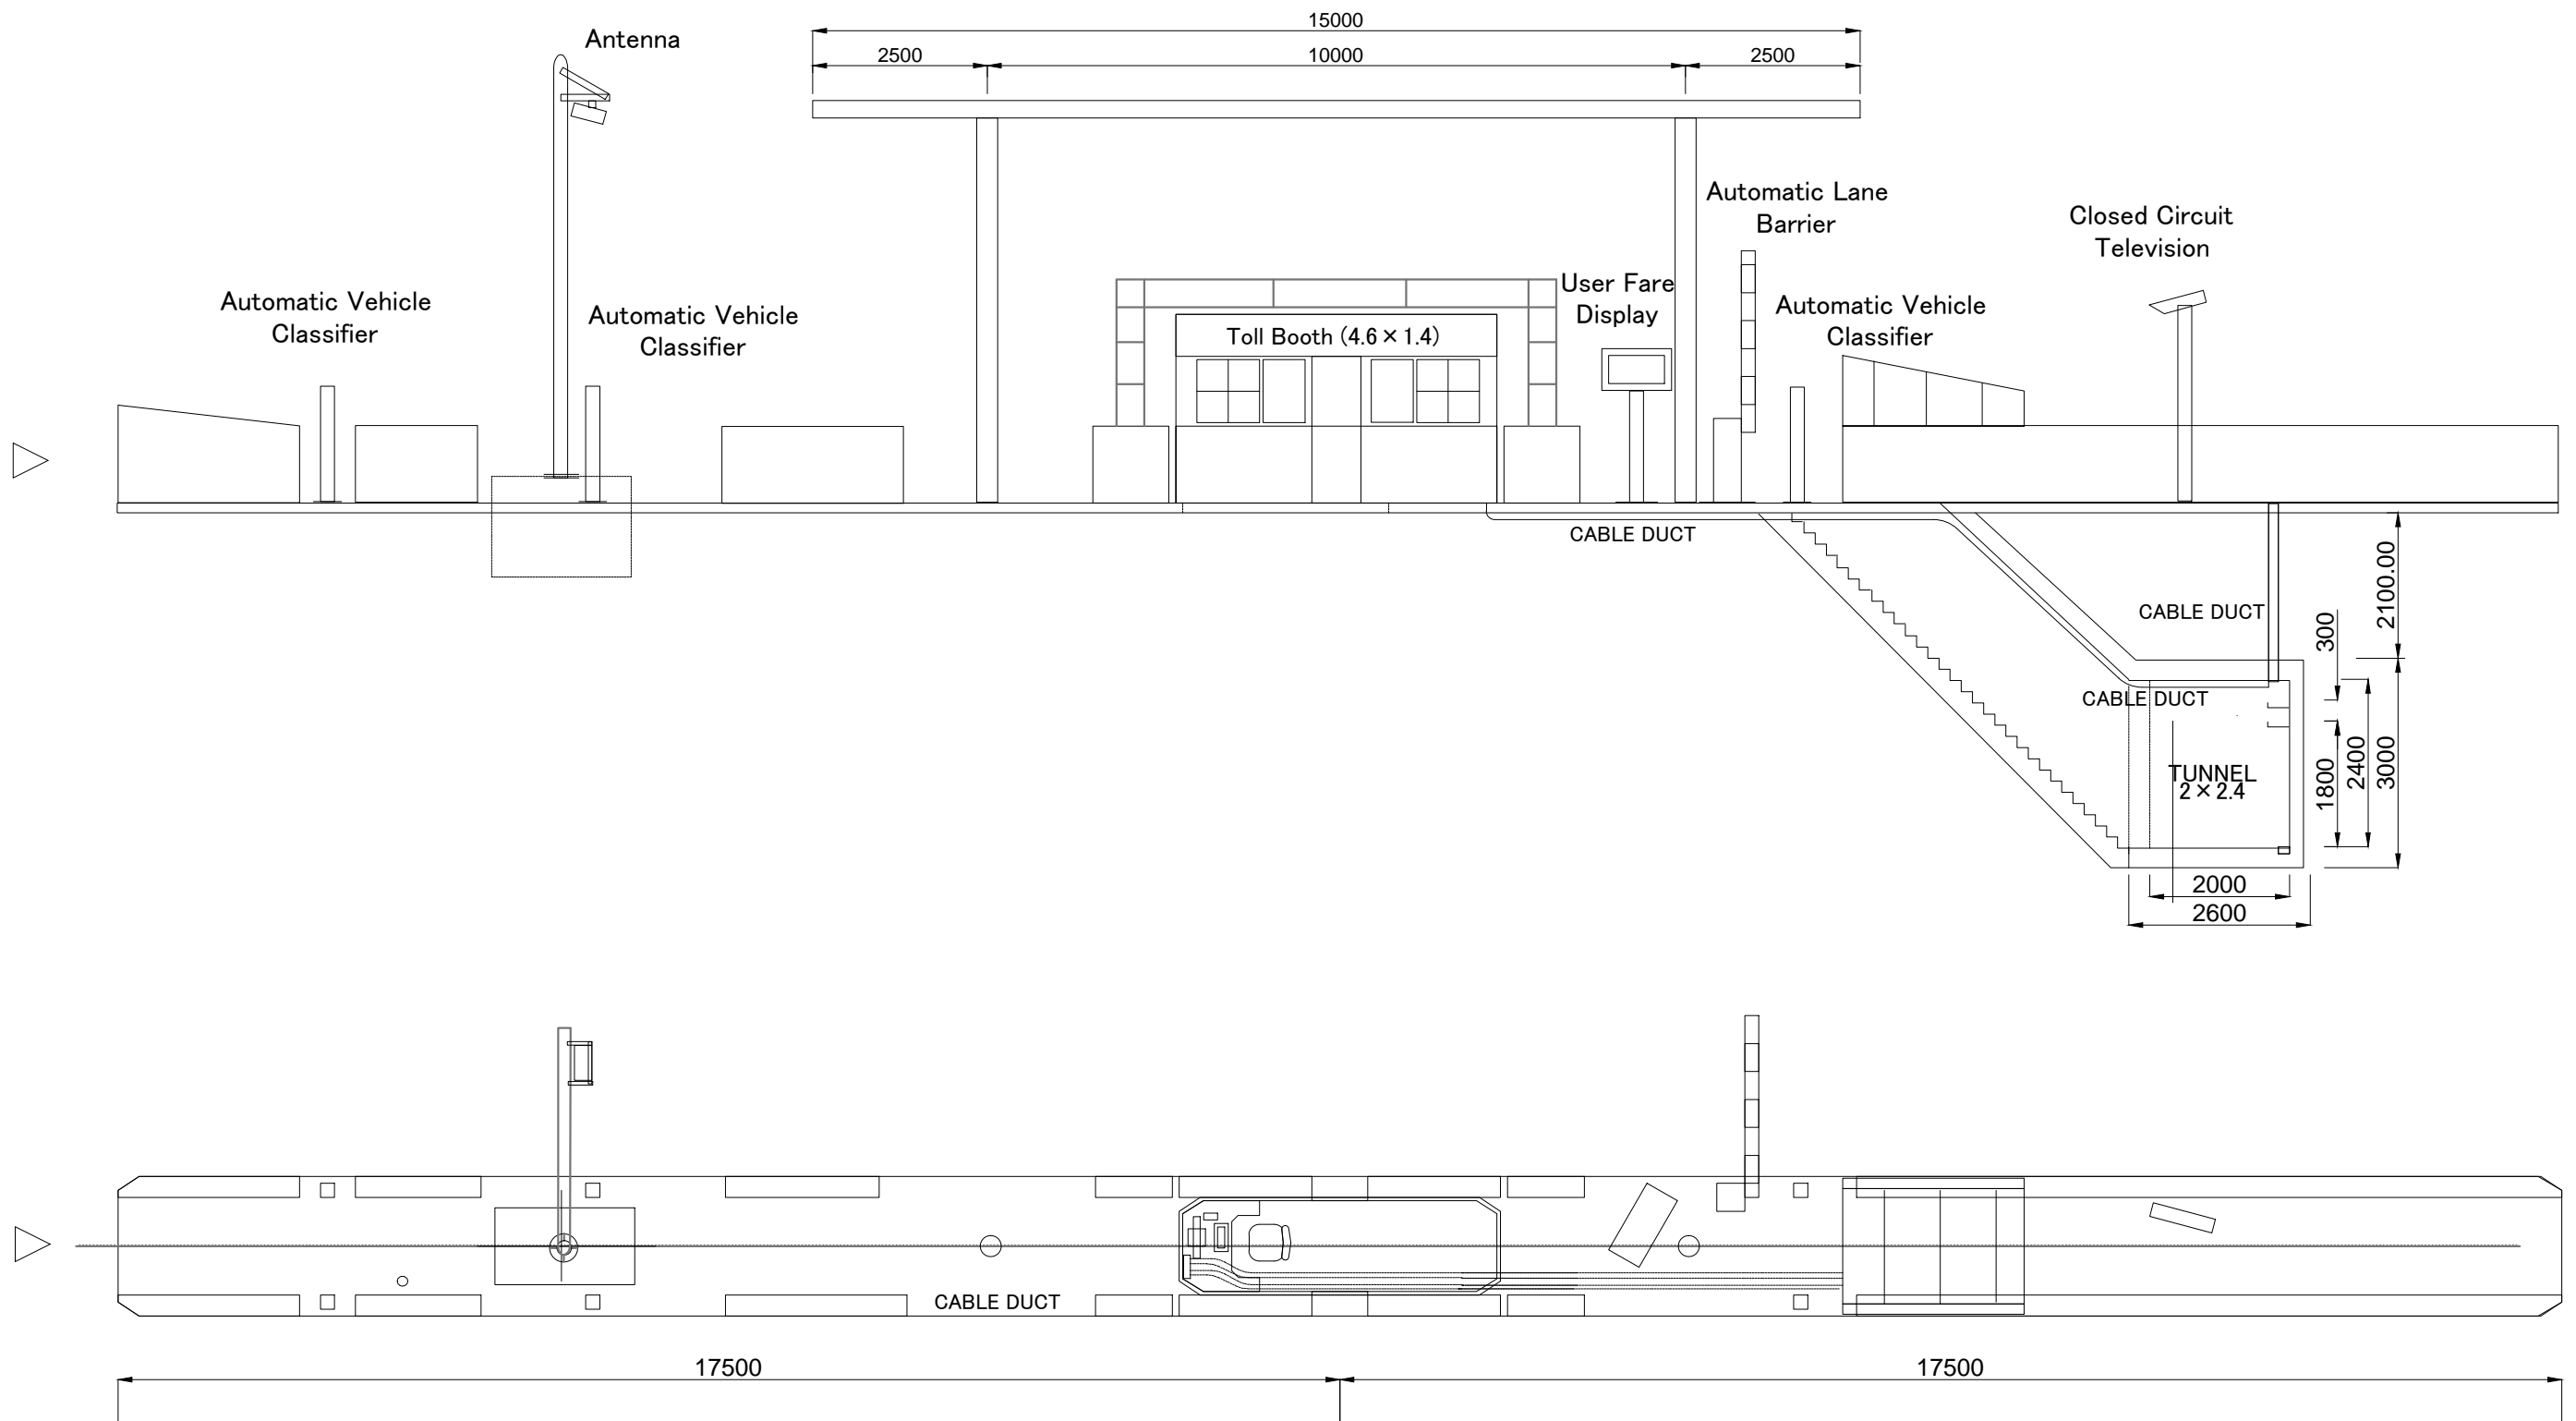 15000
Antenna
2500
10000
2500
Automatic Lane
Barrier
Closed Circuit
Television
User Fare
Display
Automatic Vehicle
Classifier
Automatic Vehicle
Classifier
Automatic Vehicle
Classifier
Toll Booth (4.6×1.4)
CABLE DUCT
2100.00
CABLE DUCT
300
CABLE DUCT
TUNNEL
2×2.4
1800
2400
3000
2000
2600
CABLE DUCT
17500
17500